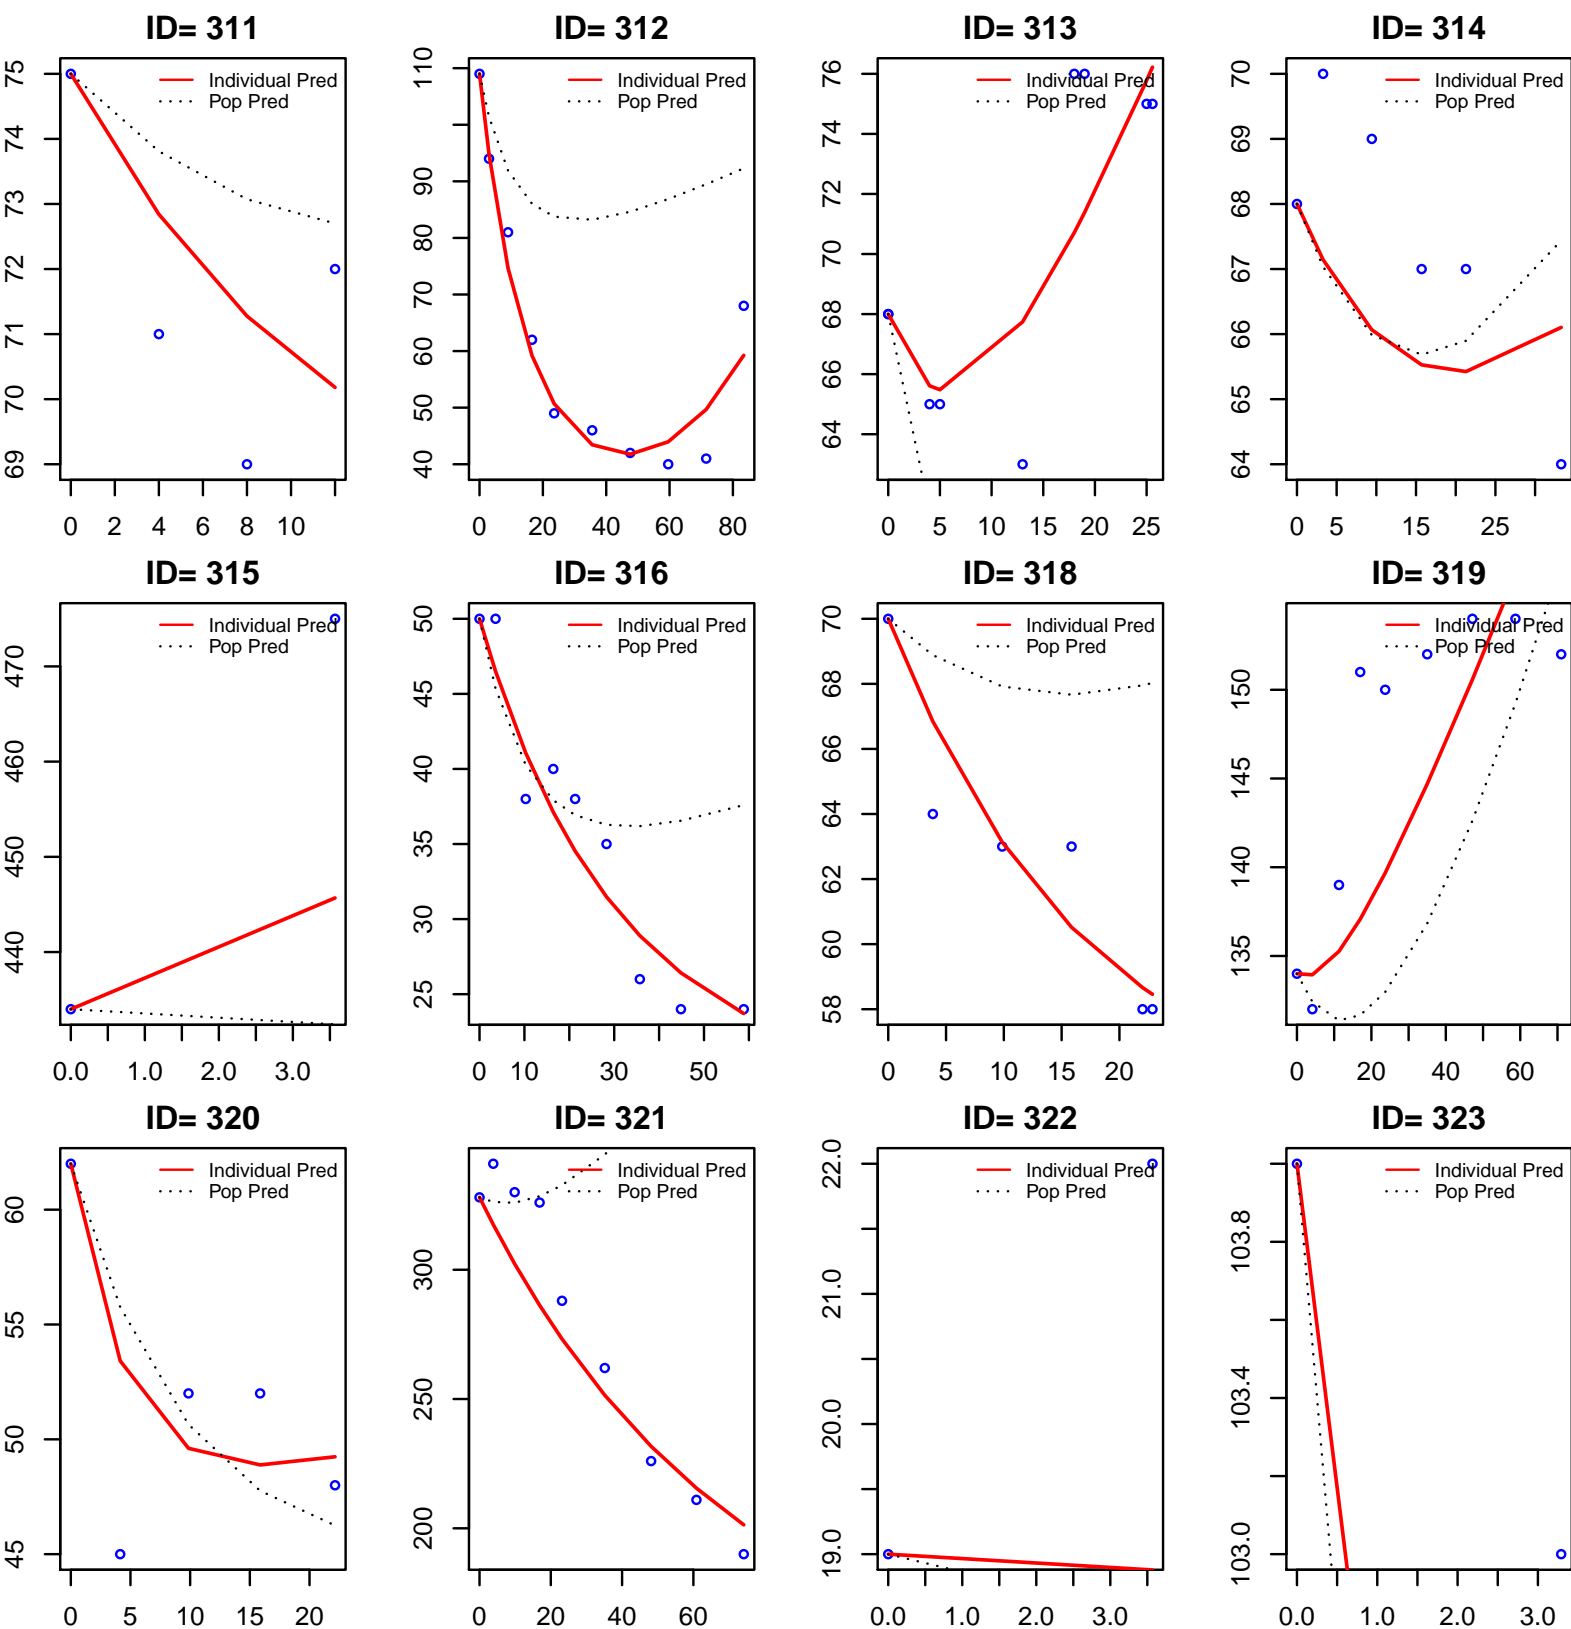 ID= 311
ID= 312
ID= 313
ID= 314
Individual Pred
Pop Pred
Individual Pred
Pop Pred
Individual Pred
Pop Pred
Individual Pred
Pop Pred
75
74
73
72
71
70
69
0 2 4 6 8 10
110
90
80
70
60
50
40
0 20 40 60 80
76
74
72
70
68
66
64
0 5 10 15 20 25
70
69
68
67
66
65
64
0 5 15 25
ID= 315
ID= 316
ID= 318
ID= 319
Individual Pred
Pop Pred
Individual Pred
Pop Pred
Individual Pred
Pop Pred
Individual Pred
Pop Pred
470
460
450
440
0.0 1.0 2.0 3.0
50
45
40
35
30
25
0 10 30 50
70
68
66
64
62
60
58
0 5 10 15 20
150
145
140
135
0 20 40 60
ID= 320
ID= 321
ID= 322
ID= 323
Individual Pred
Pop Pred
Individual Pred
Pop Pred
Individual Pred
Pop Pred
Individual Pred
Pop Pred
60
55
50
45
0 5 10 15 20
300
250
200
0 20 40 60
22.0
21.0
20.0
19.0
0.0 1.0 2.0 3.0
103.8
103.4
103.0
0.0 1.0 2.0 3.0